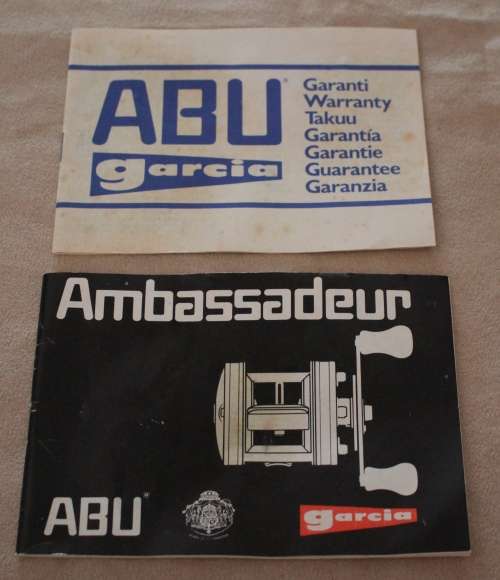 ABU
garcia
Garanti
Warranty
Takuu
Garantía
Garantie
Guarantee
Garanzia
Ambassadeur
ABU
garcia